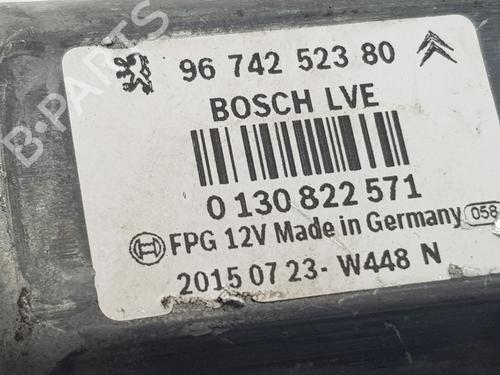 96 742 523 80
BOSCH LVE
0 130 822 571
FPG 12V Made in Germany 058
2015 07 23- W448 N
B-PARTS